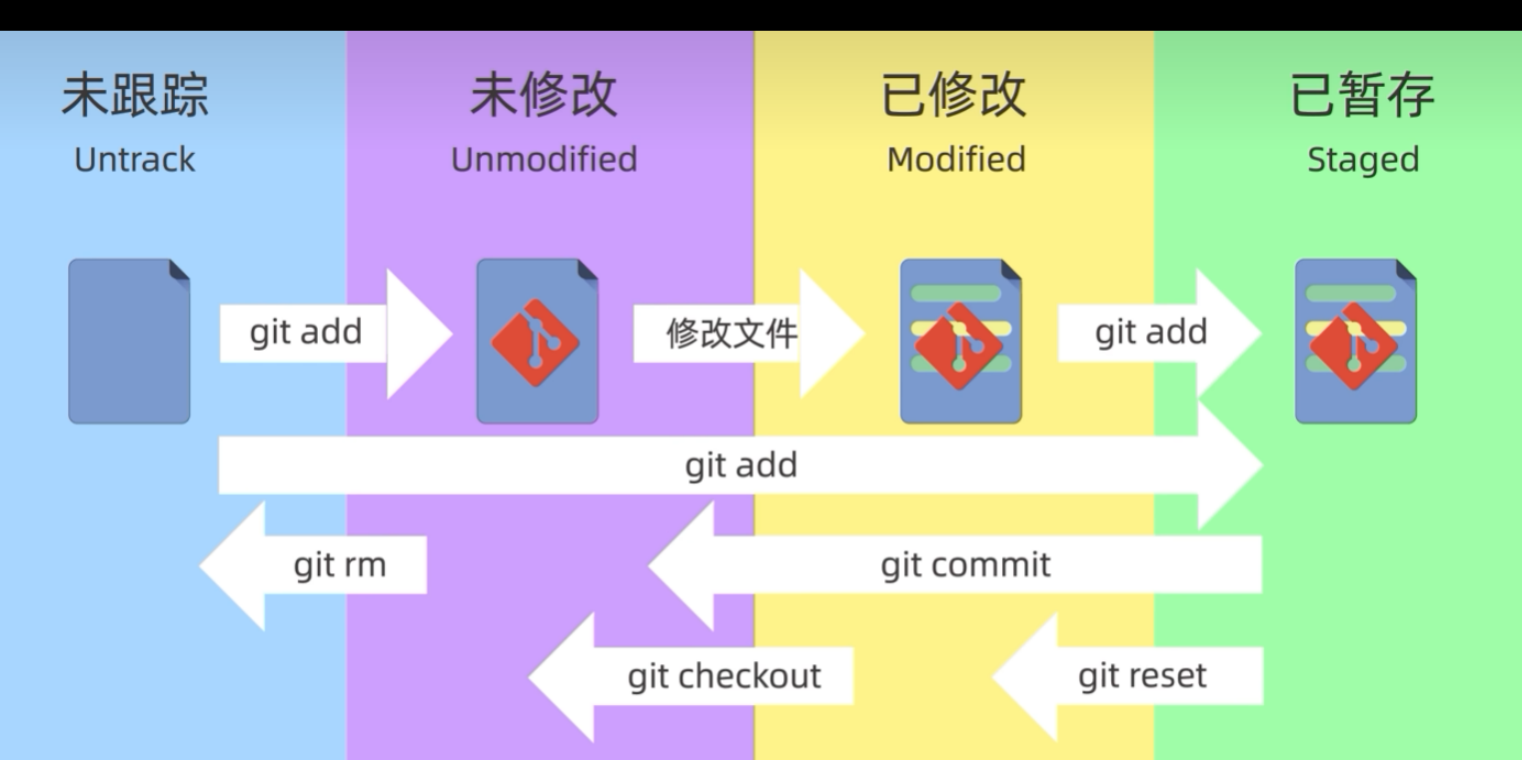 未跟踪
Untrack
未修改
Unmodified
已修改
Modified
已暂存
Staged
git add
修改文件
git add
git add
git rm
git commit
git checkout
git reset